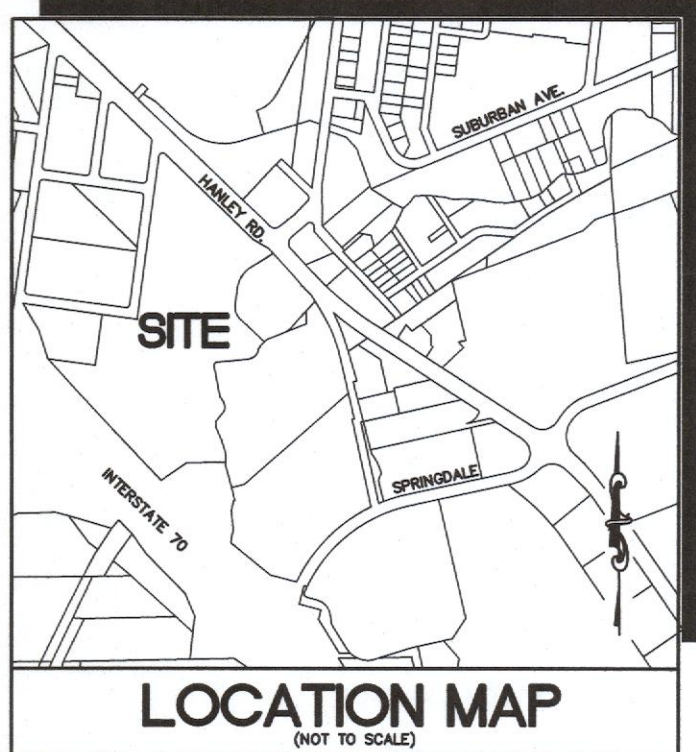 SUBURBAN AVE.
HANLEY RD.
SITE
INTERSTATE 70
SPRINGDALE
LOCATION MAP
(NOT TO SCALE)